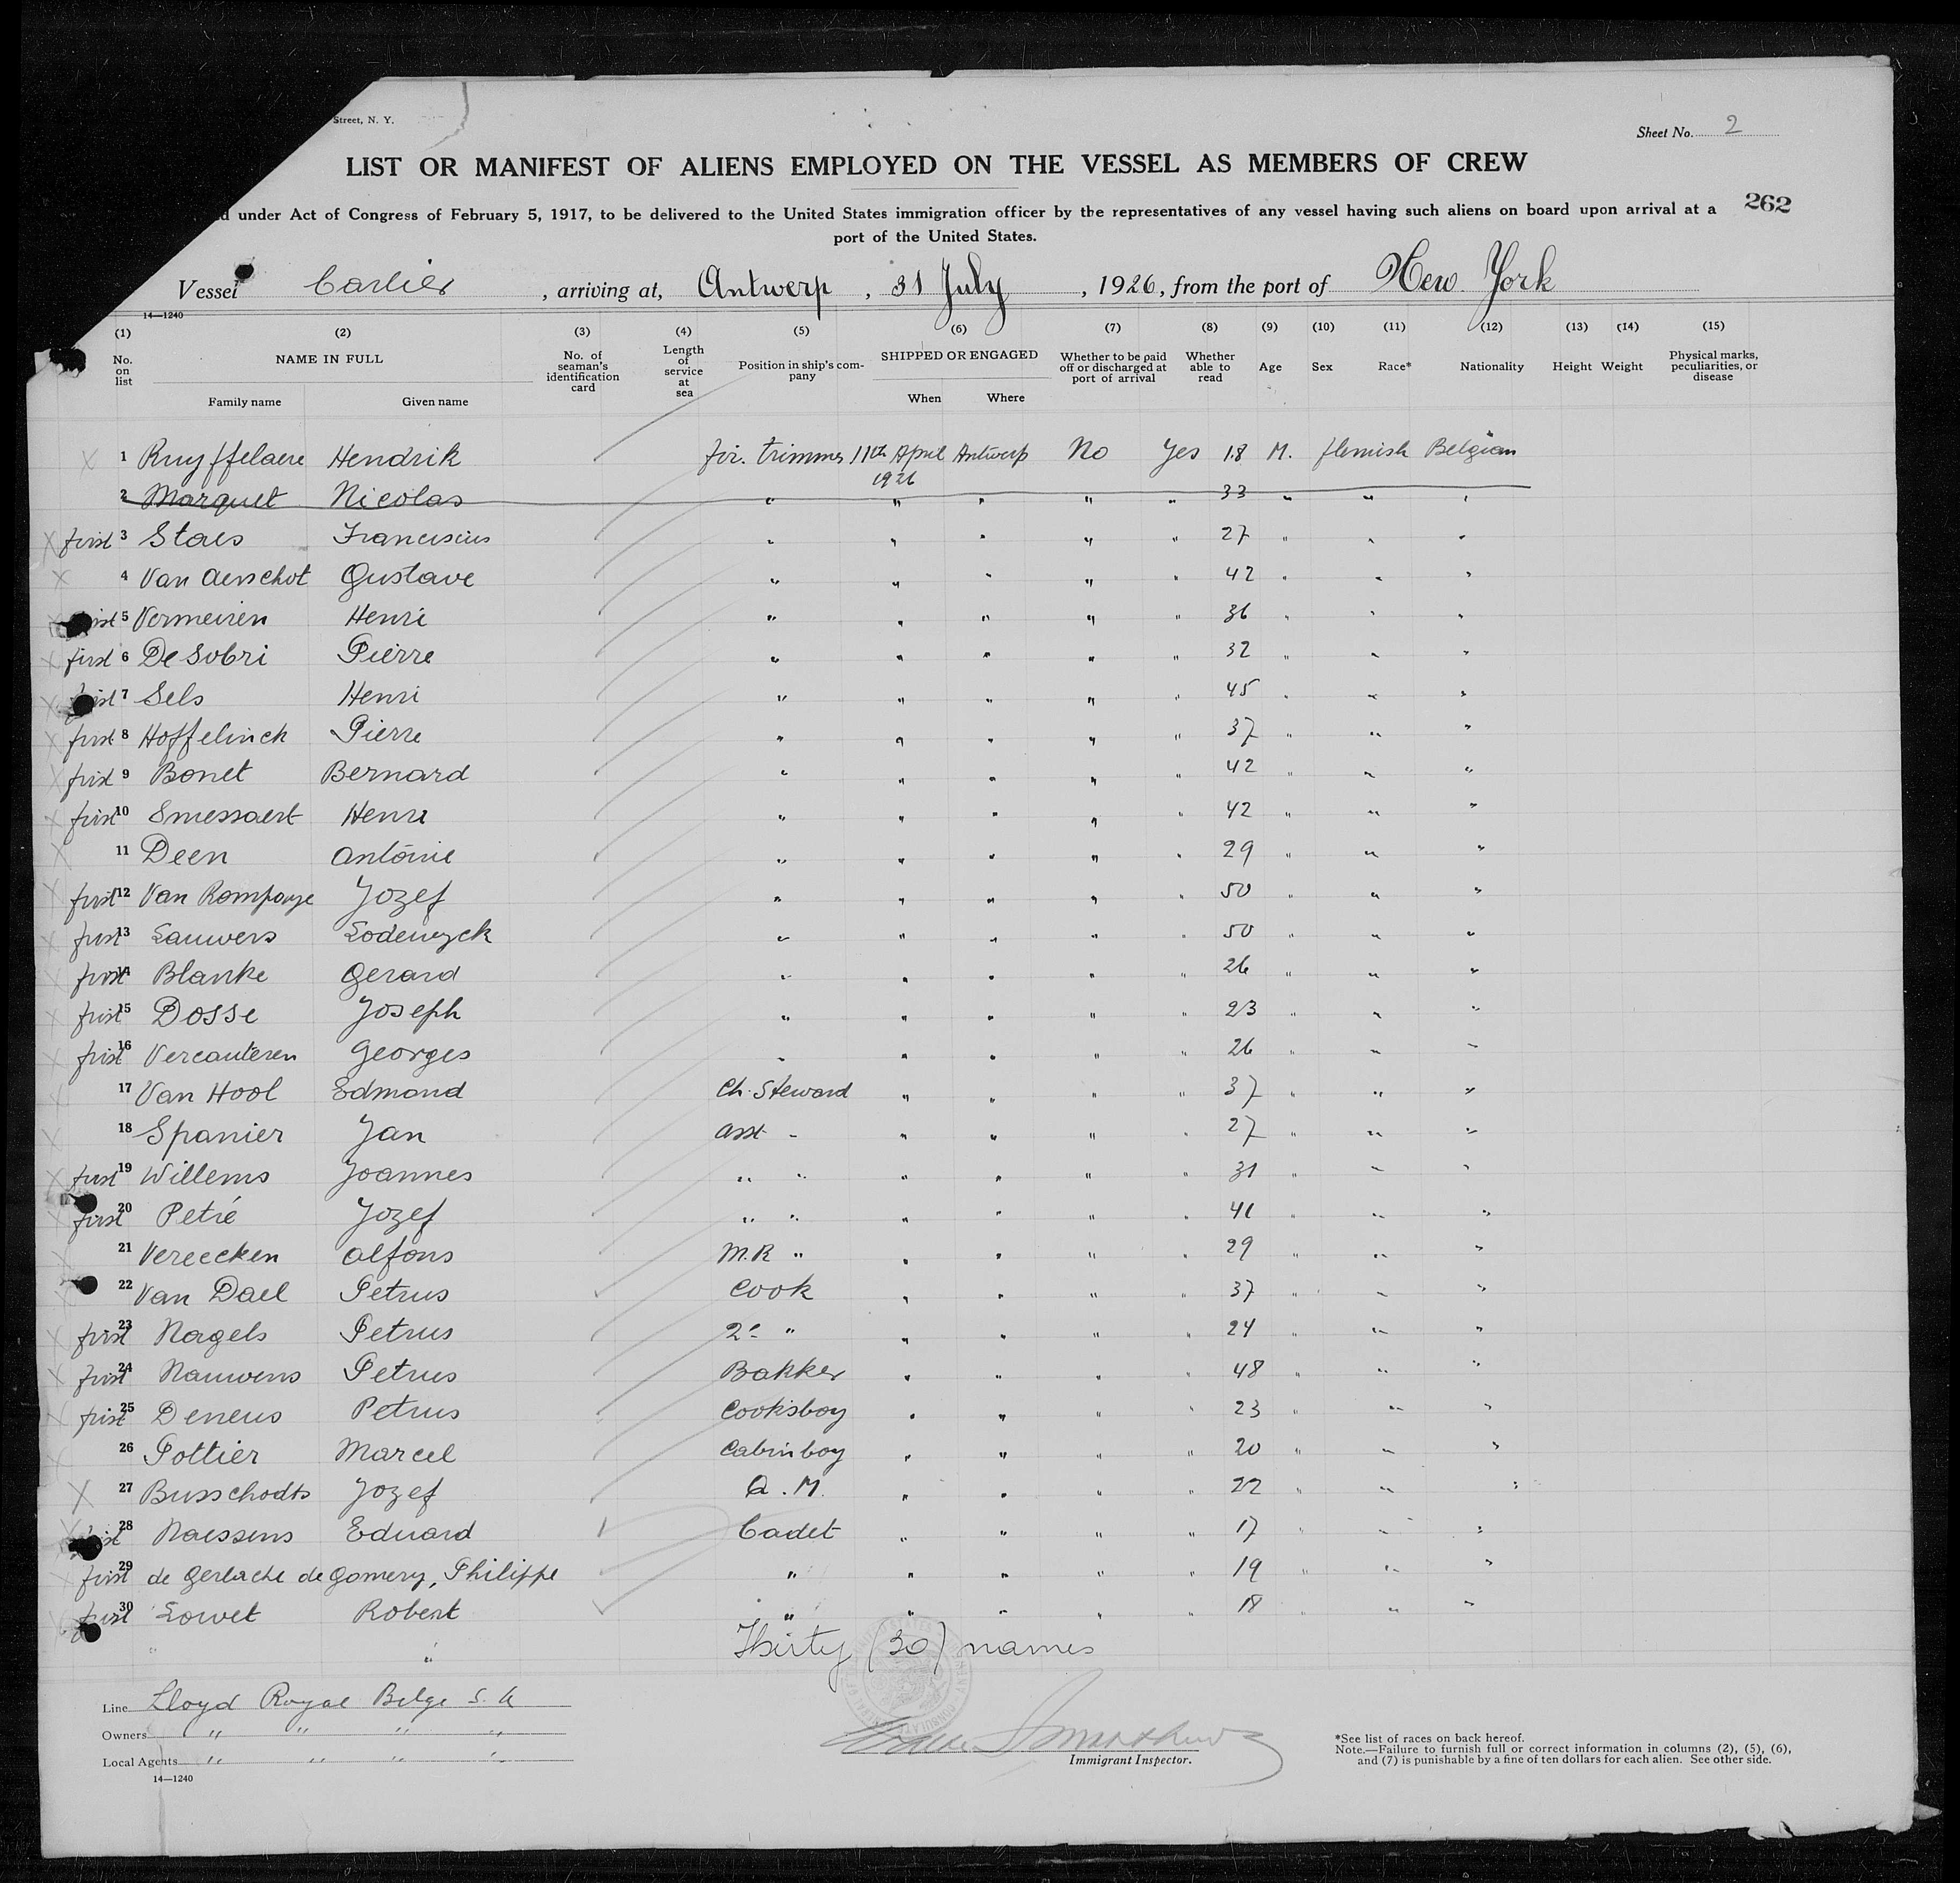 Street, N. Y.
Sheet No. 2
LIST OR MANIFEST OF ALIENS EMPLOYED ON THE VESSEL AS MEMBERS OF CREW
under Act of Congress of February 5, 1917, to be delivered to the United States immigration officer by the representatives of any vessel having such aliens on board upon arrival at a
262
port of the United States.
Vessel Carlier, arriving at, Antwerp, 31 July, 1926, from the port of New York
14—1240
(1) (2) (3) (4) (5) (6) (7) (8) (9) (10) (11) (12) (13) (14) (15)
No. on list NAME IN FULL Family name Given name No. of seaman's identification card Length of service at sea Position in ship's company SHIPPED OR ENGAGED When Where Whether to be paid off or discharged at port of arrival Whether able to read Age Sex Race* Nationality Height Weight Physical marks, peculiarities, or disease
x 1 Ruyffelaere Hendrik fir. trimmer 11th April 1926 Antwerp No Yes 18 M. flemish Belgian
2 Marquet Nicolas " " " " " 33 " " "
x first 3 Staes Franciscus " " " " " 27 " " "
x 4 Van Aerschot Gustave " " " " " 42 " " "
x first 5 Vermeiren Henri " " " " " 36 " " "
x first 6 De Sobri Pierre " " " " " 32 " " "
x first 7 Sels Henri " " " " " 45 " " "
x first 8 Hoffelinck Pierre " " " " " 37 " " "
x first 9 Bonet Bernard " " " " " 42 " " "
x first 10 Smessaert Henri " " " " " 42 " " "
x 11 Deen Antoine " " " " " 29 " " "
x first 12 Van Rompaye Jozef " " " " " 50 " " "
x first 13 Lauwers Lodewyck " " " " " 50 " " "
x first 14 Blanke Gerard " " " " " 26 " " "
x first 15 Dosse Joseph " " " " " 23 " " "
x first 16 Vercauteren Georges " " " " " 26 " " "
x 17 Van Hool Edmond Ch. Steward " " " " 37 " " "
x 18 Spanier Jan asst " " " " " 27 " " "
x first 19 Willems Joannes " " " " " " 31 " " "
x first 20 Petré Jozef " " " " " " 41 " " "
x 21 Vereecken Alfons M.R " " " " " 29 " " "
x 22 Van Dael Petrus Cook " " " " 37 " " "
x first 23 Nagels Petrus 2e " " " " " 24 " " "
x first 24 Nauwens Petrus Bakker " " " " 48 " " "
x first 25 Deneus Petrus Cooksboy " " " " 23 " " "
x 26 Pottier Marcel Cabinboy " " " " 20 " " "
x 27 Busschodts Jozef Q. M. " " " " 22 " " "
x first 28 Naessens Eduard Cadet " " " " 17 " " "
x first 29 de Gerlache de Gomery, Philippe " " " " " 19 " " "
x first 30 Lowet Robert " " " " " 18 " " "
Thirty (30) names
Line Lloyd Royal Belge S. A
Owners " " " "
Local Agents " " " "
14—1240
Immigrant Inspector.
*See list of races on back hereof.
Note.—Failure to furnish full or correct information in columns (2), (5), (6),
and (7) is punishable by a fine of ten dollars for each alien. See other side.